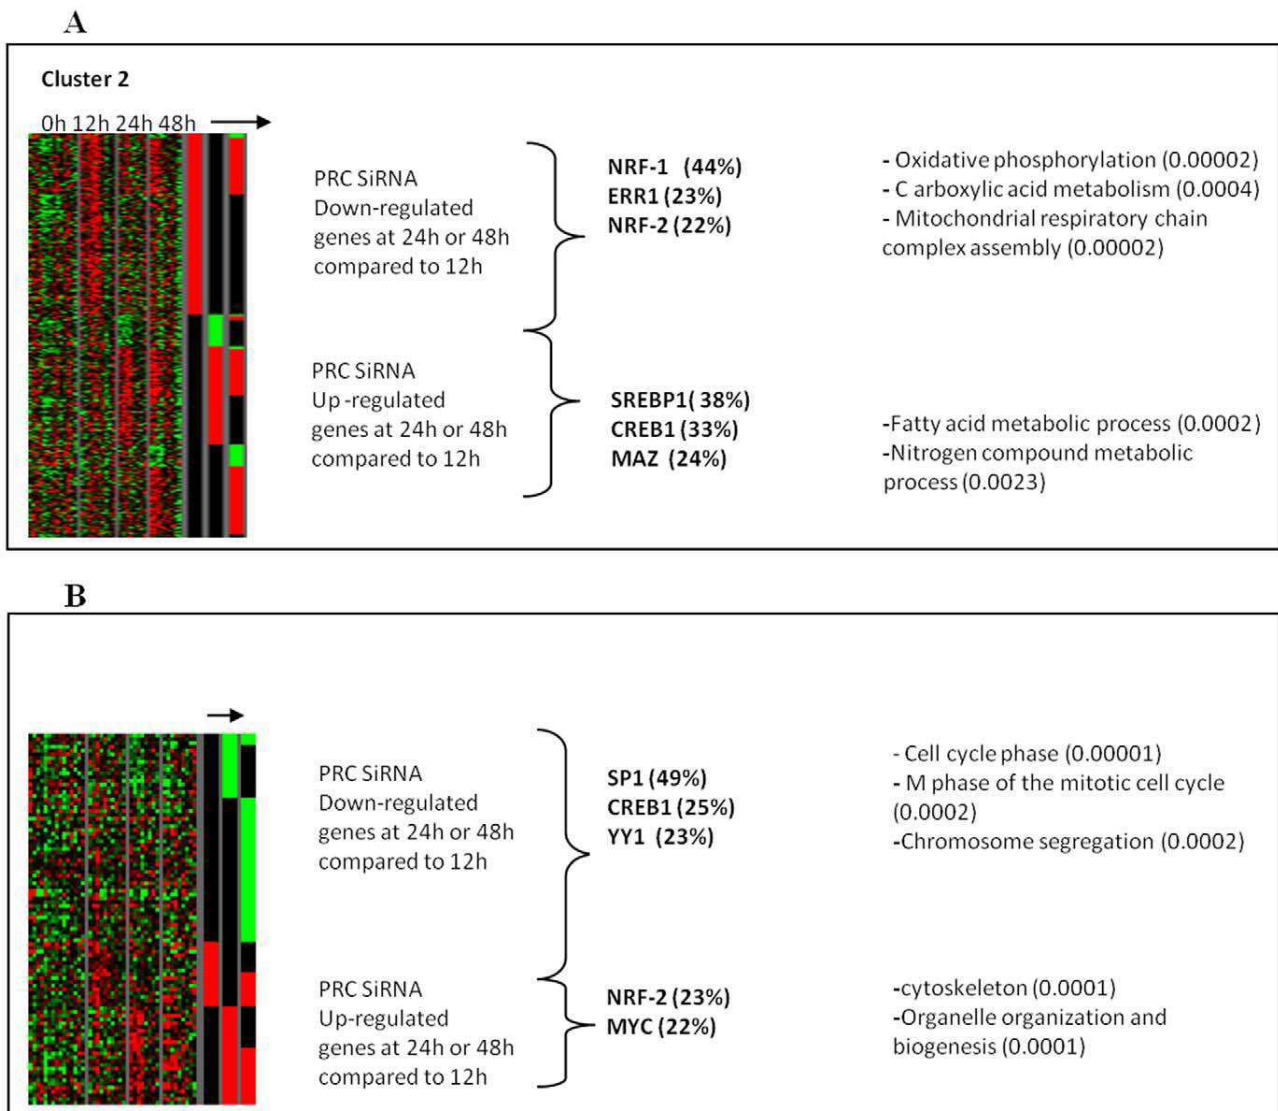 A
Cluster 2
0h 12h 24h 48h
PRC SiRNA
Down-regulated
genes at 24h or 48h
compared to 12h
NRF-1 (44%)
ERR1 (23%)
NRF-2 (22%)
- Oxidative phosphorylation (0.00002)
- C arboxylic acid metabolism (0.0004)
- Mitochondrial respiratory chain
complex assembly (0.00002)
PRC SiRNA
Up -regulated
genes at 24h or 48h
compared to 12h
SREBP1( 38%)
CREB1 (33%)
MAZ (24%)
-Fatty acid metabolic process (0.0002)
-Nitrogen compound metabolic
process (0.0023)
B
PRC SiRNA
Down-regulated
genes at 24h or 48h
compared to 12h
SP1 (49%)
CREB1 (25%)
YY1 (23%)
- Cell cycle phase (0.00001)
- M phase of the mitotic cell cycle
(0.0002)
-Chromosome segregation (0.0002)
PRC SiRNA
Up-regulated
genes at 24h or 48h
compared to 12h
NRF-2 (23%)
MYC (22%)
-cytoskeleton (0.0001)
-Organelle organization and
biogenesis (0.0001)